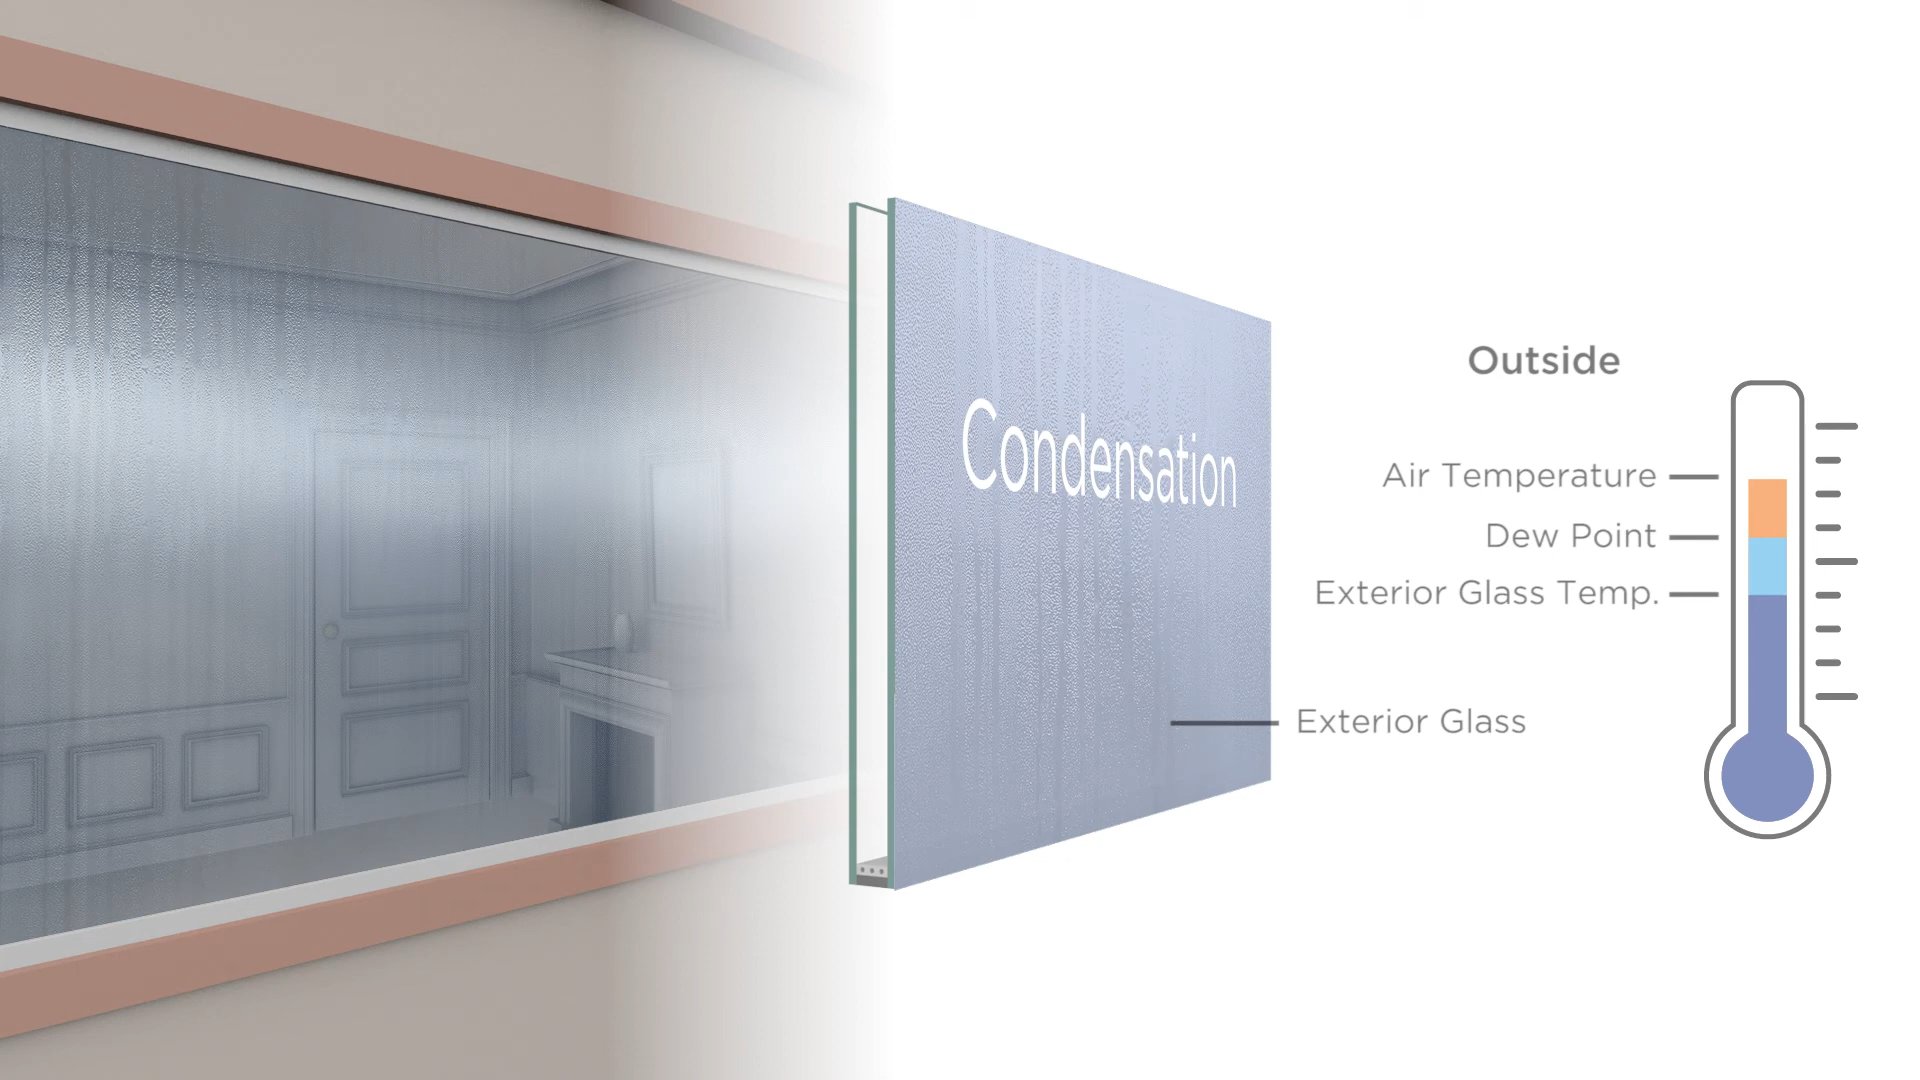 Condensation
Outside
Air Temperature
Dew Point
Exterior Glass Temp.
Exterior Glass